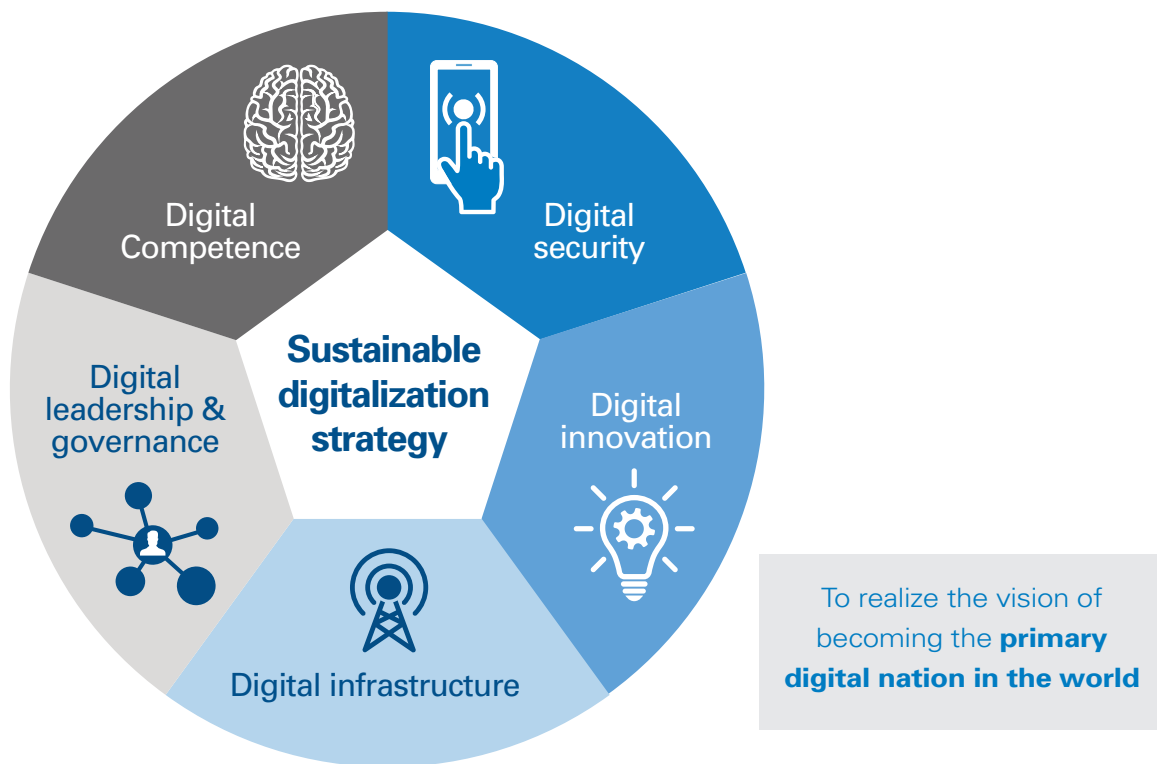 Digital
Competence
Digital
security
Sustainable
digitalization
strategy
Digital
leadership &
governance
Digital
innovation
Digital infrastructure
To realize the vision of
becoming the primary
digital nation in the world